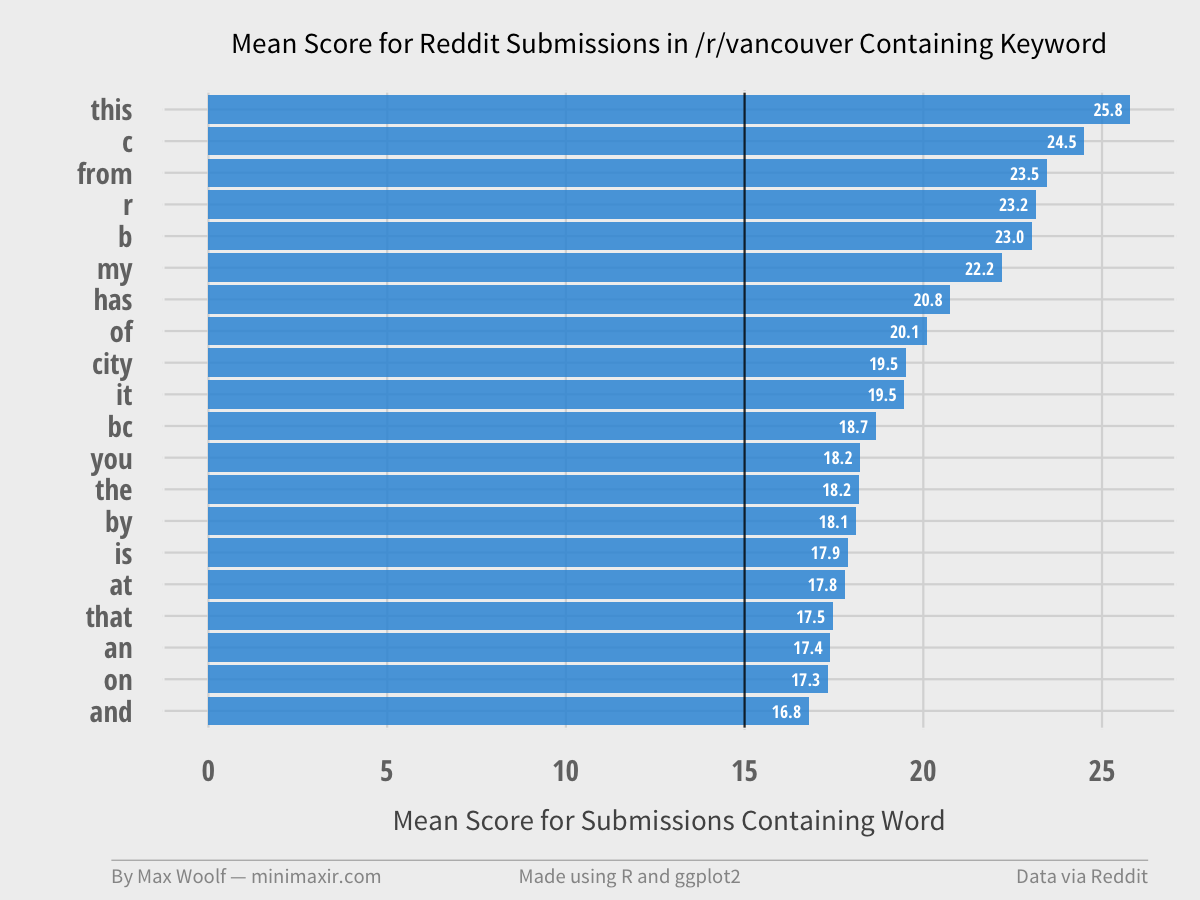 Mean Score for Reddit Submissions in /r/vancouver Containing Keyword
this 25.8
c 24.5
from 23.5
r 23.2
b 23.0
my 22.2
has 20.8
of 20.1
city 19.5
it 19.5
bc 18.7
you 18.2
the 18.2
by 18.1
is 17.9
at 17.8
that 17.5
an 17.4
on 17.3
and 16.8
0 5 10 15 20 25
Mean Score for Submissions Containing Word
By Max Woolf — minimaxir.com Made using R and ggplot2 Data via Reddit